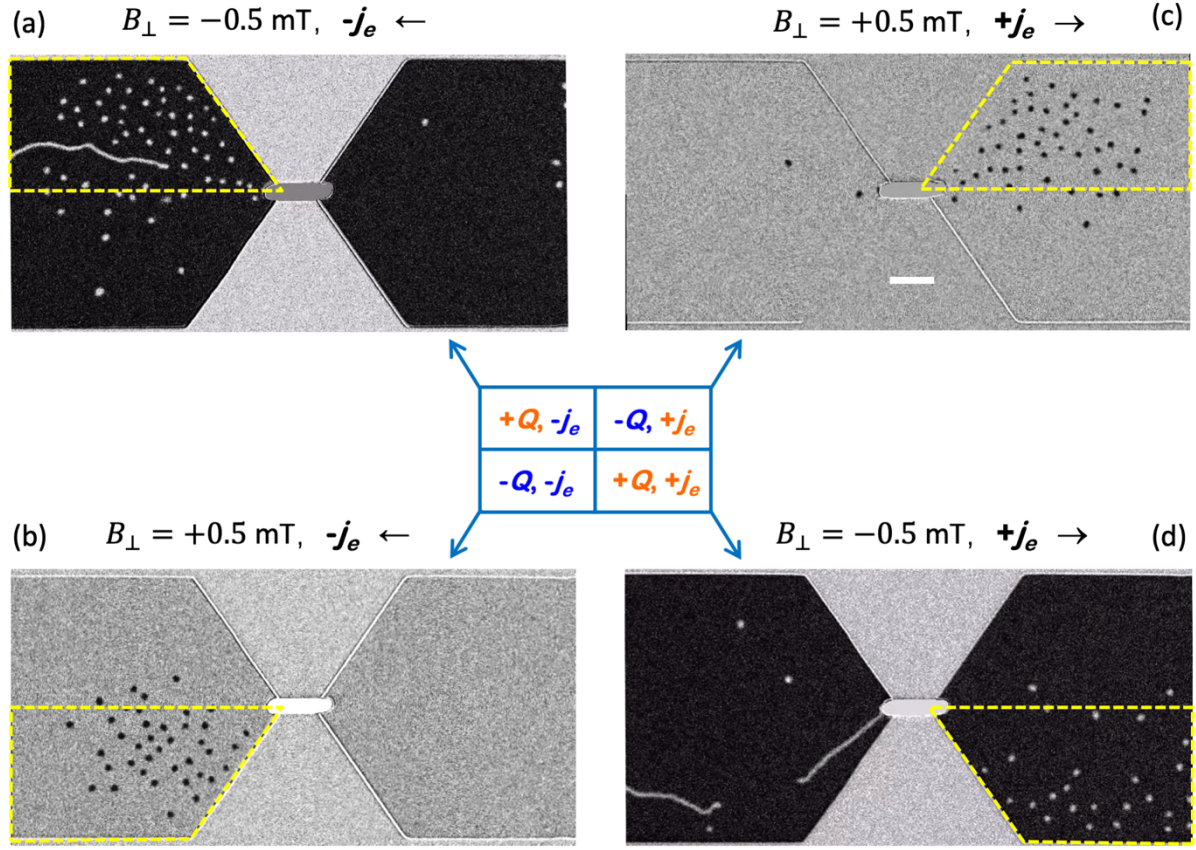 (a) B⊥ = −0.5 mT, -je ←
B⊥ = +0.5 mT, +je → (c)
+Q, -je -Q, +je
-Q, -je +Q, +je
(b) B⊥ = +0.5 mT, -je ←
B⊥ = −0.5 mT, +je → (d)